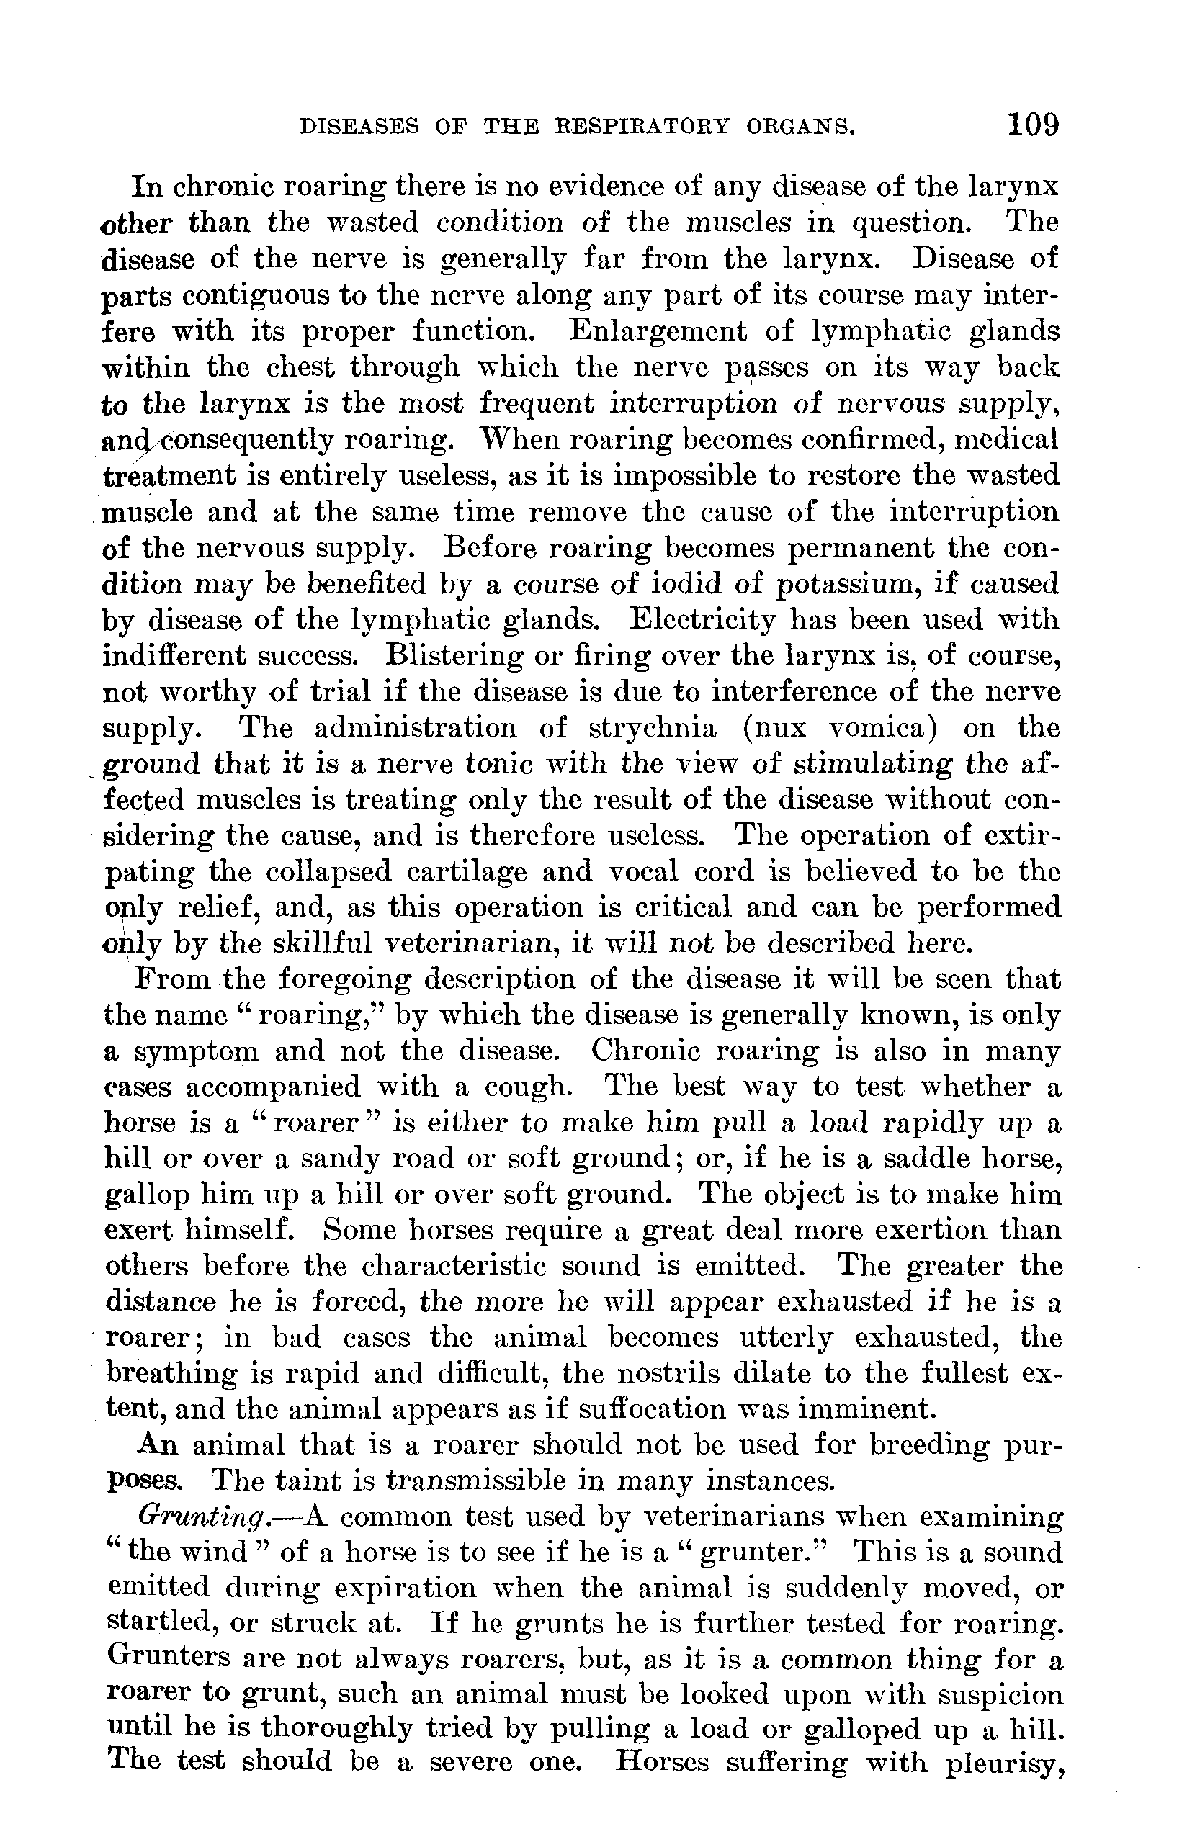 DISEASES OF THE RESPIRATORY ORGANS. 109
In chronic roaring there is no evidence of any disease of the larynx
other than the wasted condition of the muscles in question. The
disease of the nerve is generally far from the larynx. Disease of
parts contiguous to the nerve along any part of its course may inter-
fere with its proper function. Enlargement of lymphatic glands
within the chest through which the nerve passes on its way back
to the larynx is the most frequent interruption of nervous supply,
and consequently roaring. When roaring becomes confirmed, medical
treatment is entirely useless, as it is impossible to restore the wasted
muscle and at the same time remove the cause of the interruption
of the nervous supply. Before roaring becomes permanent the con-
dition may be benefited by a course of iodid of potassium, if caused
by disease of the lymphatic glands. Electricity has been used with
indifferent success. Blistering or firing over the larynx is, of course,
not worthy of trial if the disease is due to interference of the nerve
supply. The administration of strychnia (nux vomica) on the
ground that it is a nerve tonic with the view of stimulating the af-
fected muscles is treating only the result of the disease without con-
sidering the cause, and is therefore useless. The operation of extir-
pating the collapsed cartilage and vocal cord is believed to be the
only relief, and, as this operation is critical and can be performed
only by the skillful veterinarian, it will not be described here.
From the foregoing description of the disease it will be seen that
the name "roaring," by which the disease is generally known, is only
a symptom and not the disease. Chronic roaring is also in many
cases accompanied with a cough. The best way to test whether a
horse is a "roarer" is either to make him pull a load rapidly up a
hill or over a sandy road or soft ground; or, if he is a saddle horse,
gallop him up a hill or over soft ground. The object is to make him
exert himself. Some horses require a great deal more exertion than
others before the characteristic sound is emitted. The greater the
distance he is forced, the more he will appear exhausted if he is a
roarer; in bad cases the animal becomes utterly exhausted, the
breathing is rapid and difficult, the nostrils dilate to the fullest ex-
tent, and the animal appears as if suffocation was imminent.
An animal that is a roarer should not be used for breeding pur-
poses. The taint is transmissible in many instances.
Grunting.—A common test used by veterinarians when examining
"the wind" of a horse is to see if he is a "grunter." This is a sound
emitted during expiration when the animal is suddenly moved, or
startled, or struck at. If he grunts he is further tested for roaring.
Grunters are not always roarers, but, as it is a common thing for a
roarer to grunt, such an animal must be looked upon with suspicion
until he is thoroughly tried by pulling a load or galloped up a hill.
The test should be a severe one. Horses suffering with pleurisy,